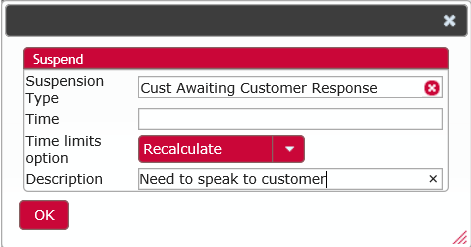 Suspend
Suspension Type
Cust Awaiting Customer Response
Time
Time limits option
Recalculate
Description
Need to speak to customer
OK